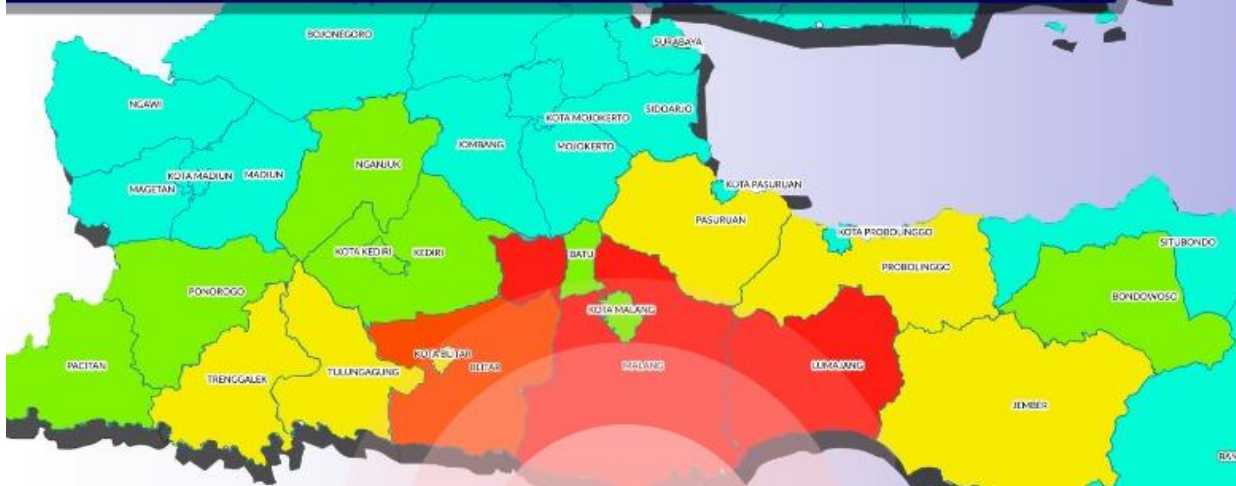 BOJONEGORO
SURABAYA
NGAWI
SIDOARJO
KOTA MOJOKERTO
JOMBANG
MOJOKERTO
NGANJUK
KOTA MADIUN
MADIUN
MAGETAN
KOTA PASURUAN
PASURUAN
KOTA PROBOLINGGO
SITUBONDO
KOTA KEDIRI
KEDIRI
BATU
PROBOLINGGO
PONOROGO
BONDOWOSO
KOTA MALANG
KOTA BLITAR
PACITAN
TRENGGALEK
TULUNGAGUNG
BLITAR
MALANG
LUMAJANG
JEMBER
BAN